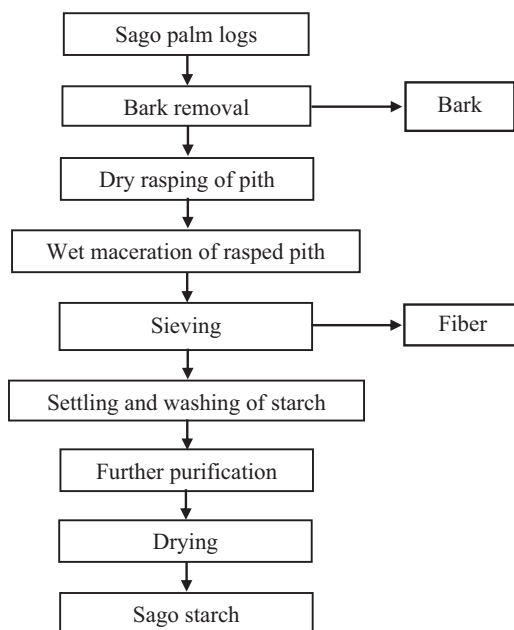 Sago palm logs
Bark removal
Bark
Dry rasping of pith
Wet maceration of rasped pith
Sieving
Fiber
Settling and washing of starch
Further purification
Drying
Sago starch